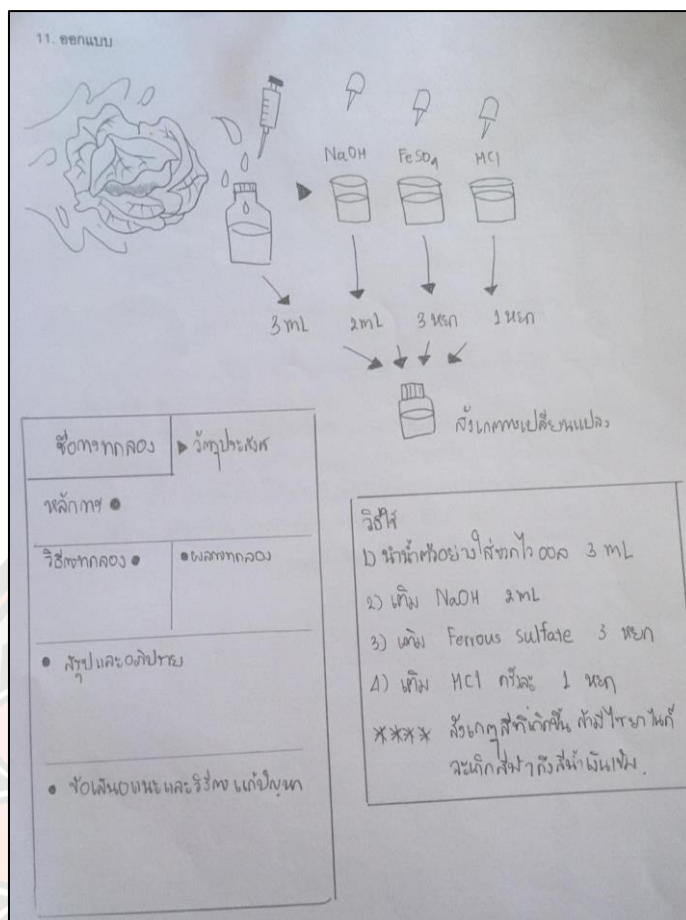 11. ออกแบบ
NaOH FeSO4 HCl
3 mL 2mL 3 หยด 1 หยด
สังเกตการเปลี่ยนแปลง
ชื่อการทดลอง
วัตถุประสงค์
หลักการ
วิธีการทดลอง
ผลการทดลอง
สรุปและอภิปราย
ข้อเสนอแนะและวิธีการแก้ปัญหา
วิธีใช้
1) นำน้ำตัวอย่างใส่ขวดไวออล 3 mL
2) เติม NaOH 2mL
3) เติม Ferrous sulfate 3 หยด
4) เติม HCl ครั้งละ 1 หยด
**** สังเกตุสีที่เกิดขึ้น ถ้ามีไซยาไนด์
จะเกิดสีฟ้าถึงสีน้ำเงินเข้ม.